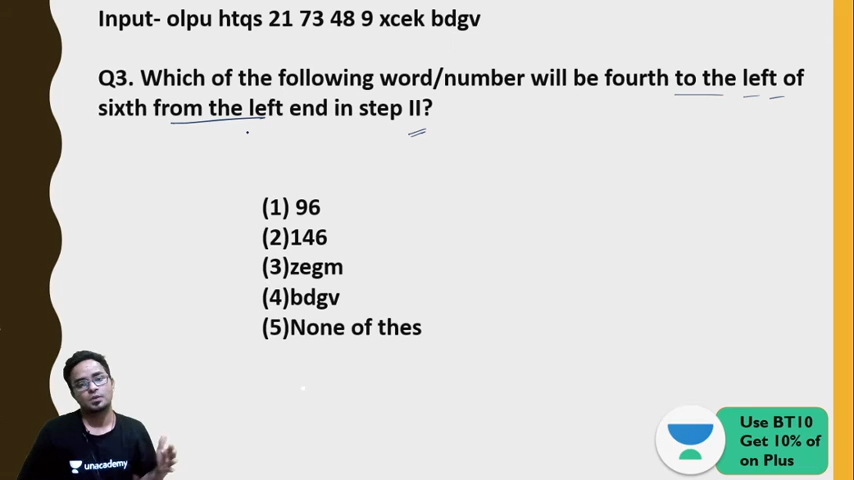 Input- olpu htqs 21 73 48 9 xcek bdgv
Q3. Which of the following word/number will be fourth to the left of
sixth from the left end in step II?
(1) 96
(2)146
(3)zegm
(4)bdgv
(5)None of thes
unacademy
Use BT10
Get 10% of
on Plus